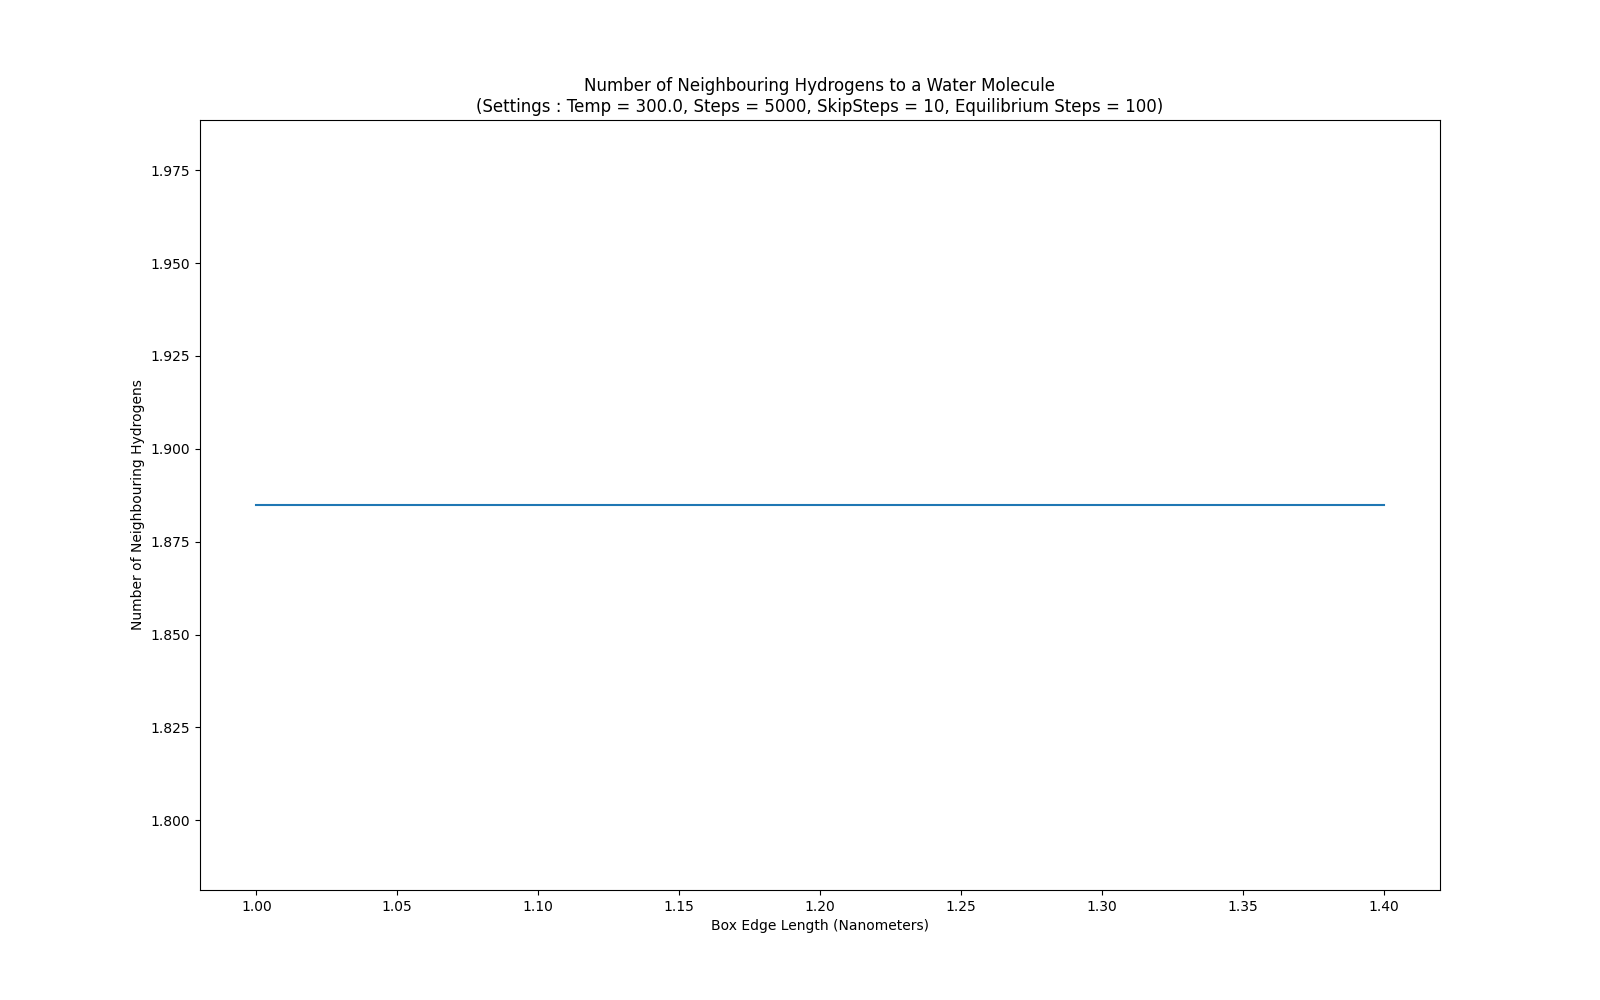 Number of Neighbouring Hydrogens to a Water Molecule
(Settings : Temp = 300.0, Steps = 5000, SkipSteps = 10, Equilibrium Steps = 100)
1.975
1.950
1.925
1.900
1.875
1.850
1.825
1.800
Number of Neighbouring Hydrogens
1.00 1.05 1.10 1.15 1.20 1.25 1.30 1.35 1.40
Box Edge Length (Nanometers)